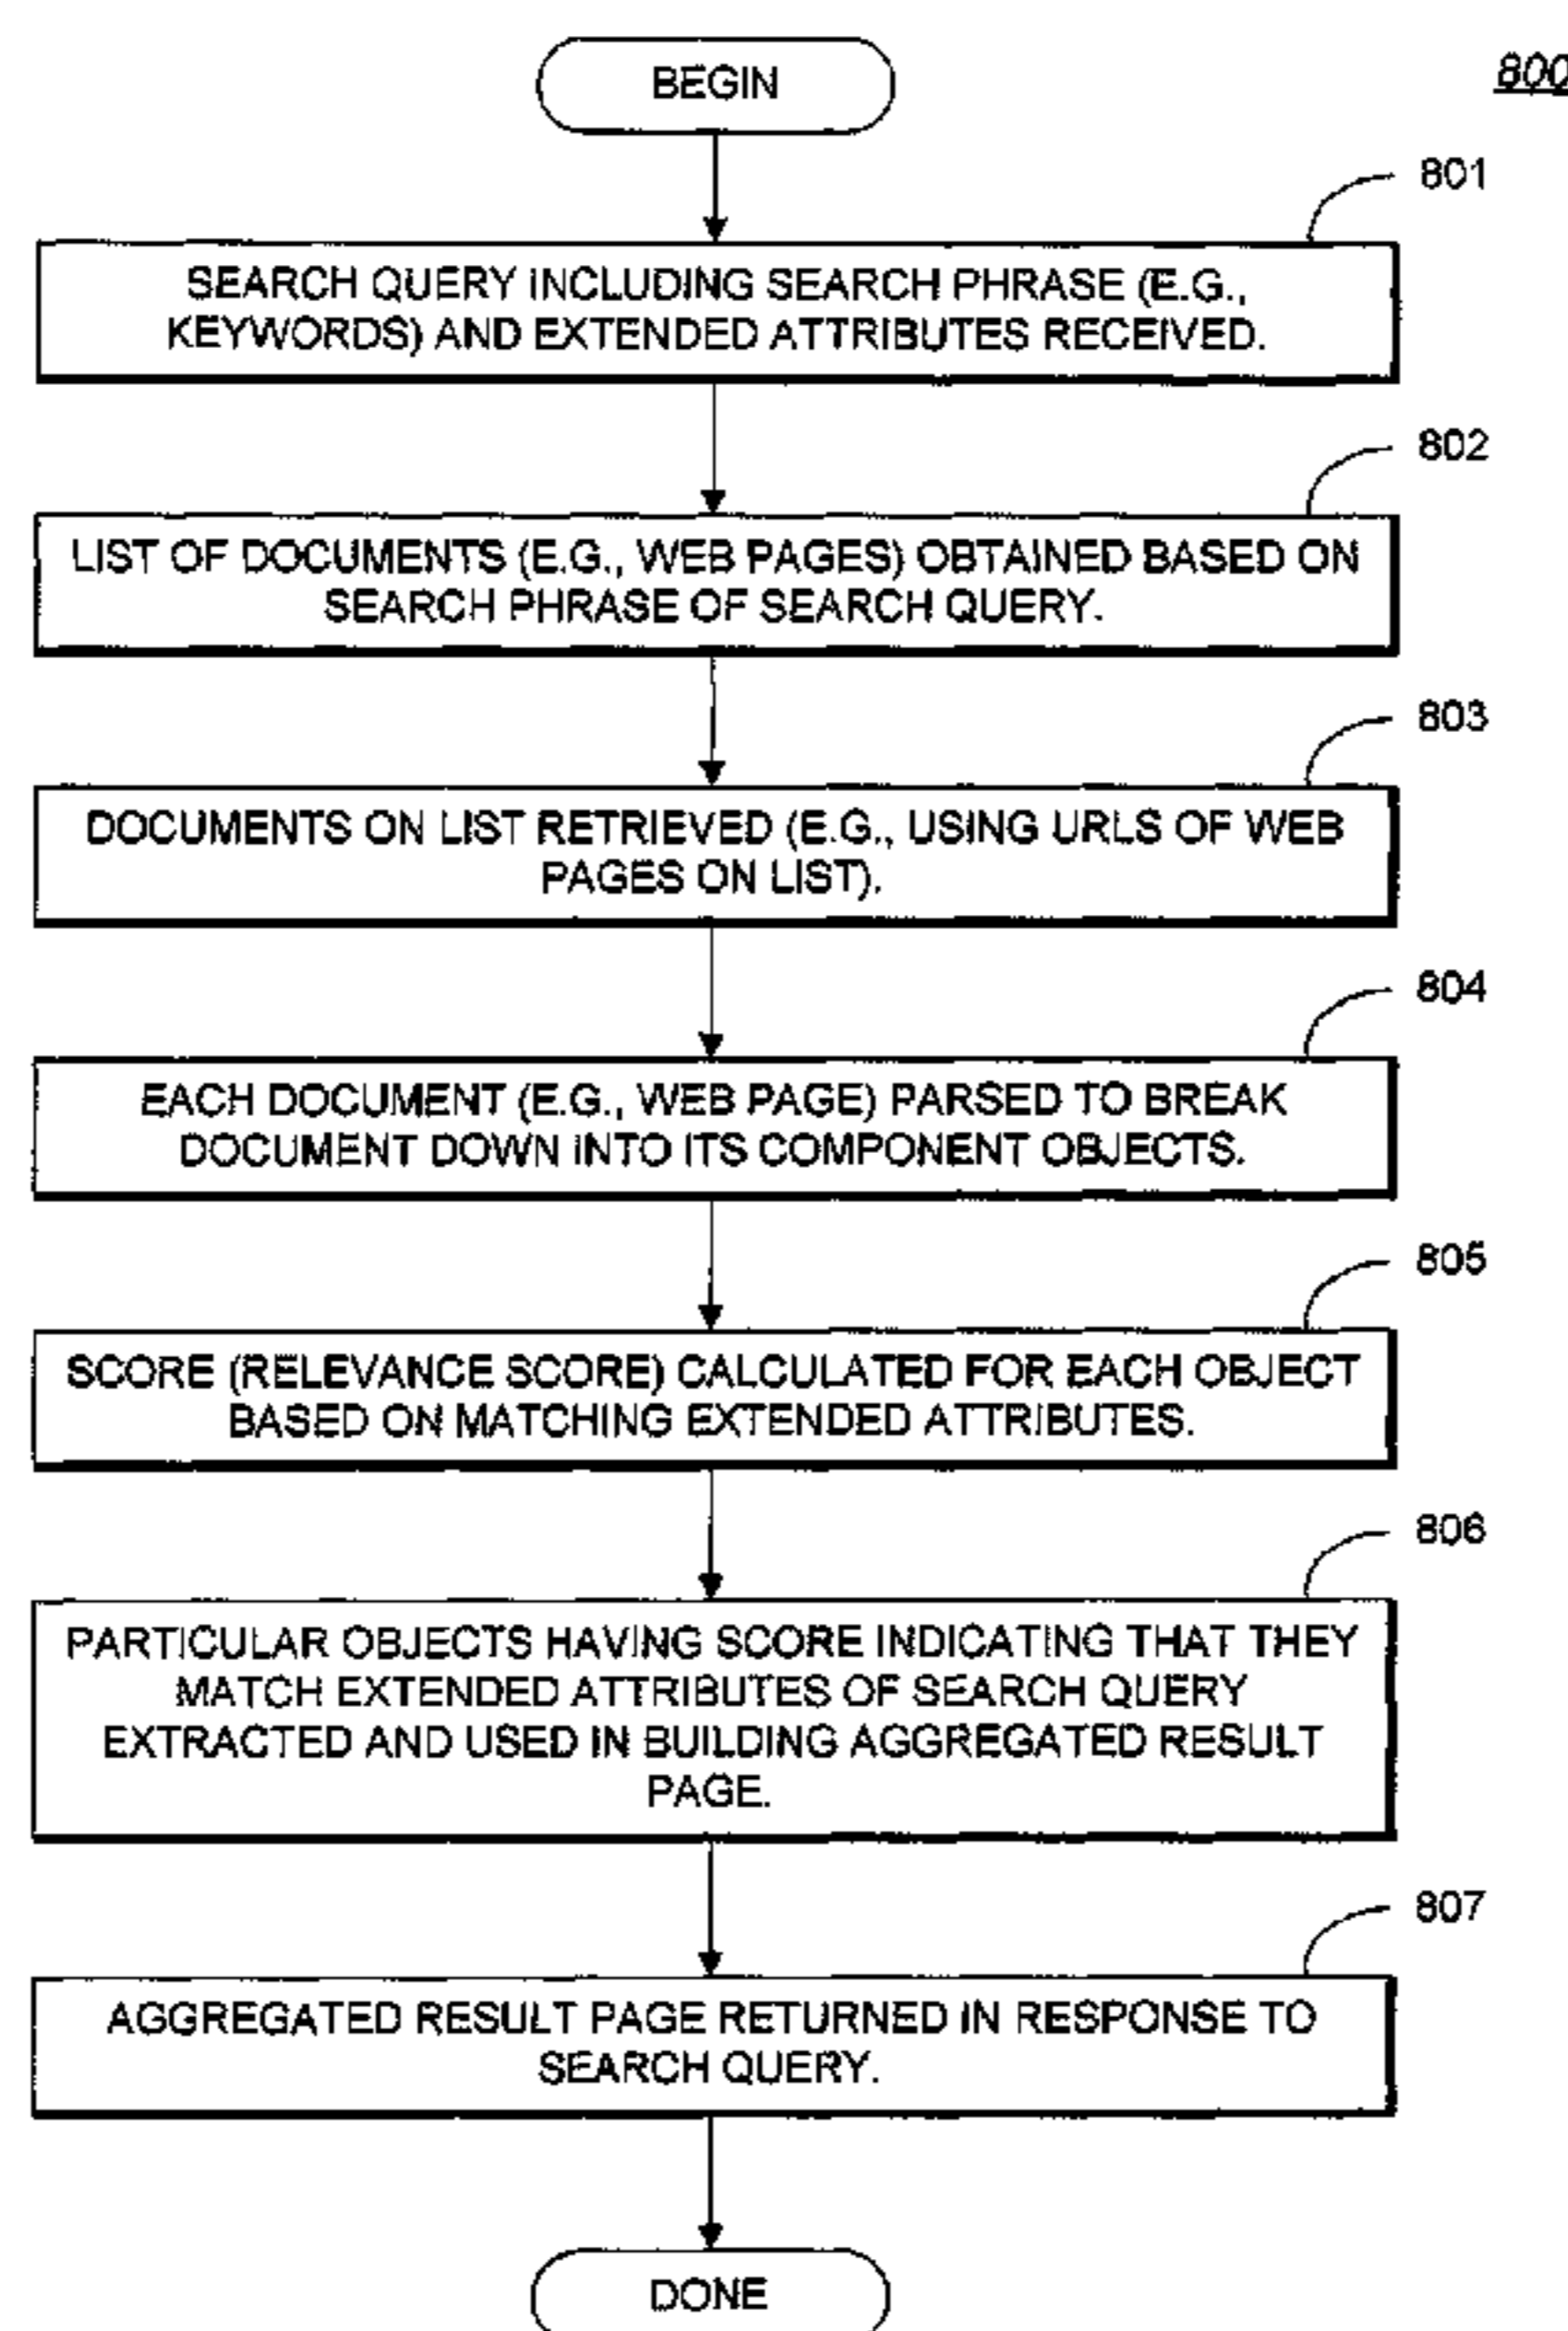 BEGIN
800
801
SEARCH QUERY INCLUDING SEARCH PHRASE (E.G.,
KEYWORDS) AND EXTENDED ATTRIBUTES RECEIVED.
802
LIST OF DOCUMENTS (E.G., WEB PAGES) OBTAINED BASED ON
SEARCH PHRASE OF SEARCH QUERY.
803
DOCUMENTS ON LIST RETRIEVED (E.G., USING URLS OF WEB
PAGES ON LIST).
804
EACH DOCUMENT (E.G., WEB PAGE) PARSED TO BREAK
DOCUMENT DOWN INTO ITS COMPONENT OBJECTS.
805
SCORE (RELEVANCE SCORE) CALCULATED FOR EACH OBJECT
BASED ON MATCHING EXTENDED ATTRIBUTES.
806
PARTICULAR OBJECTS HAVING SCORE INDICATING THAT THEY
MATCH EXTENDED ATTRIBUTES OF SEARCH QUERY
EXTRACTED AND USED IN BUILDING AGGREGATED RESULT
PAGE.
807
AGGREGATED RESULT PAGE RETURNED IN RESPONSE TO
SEARCH QUERY.
DONE